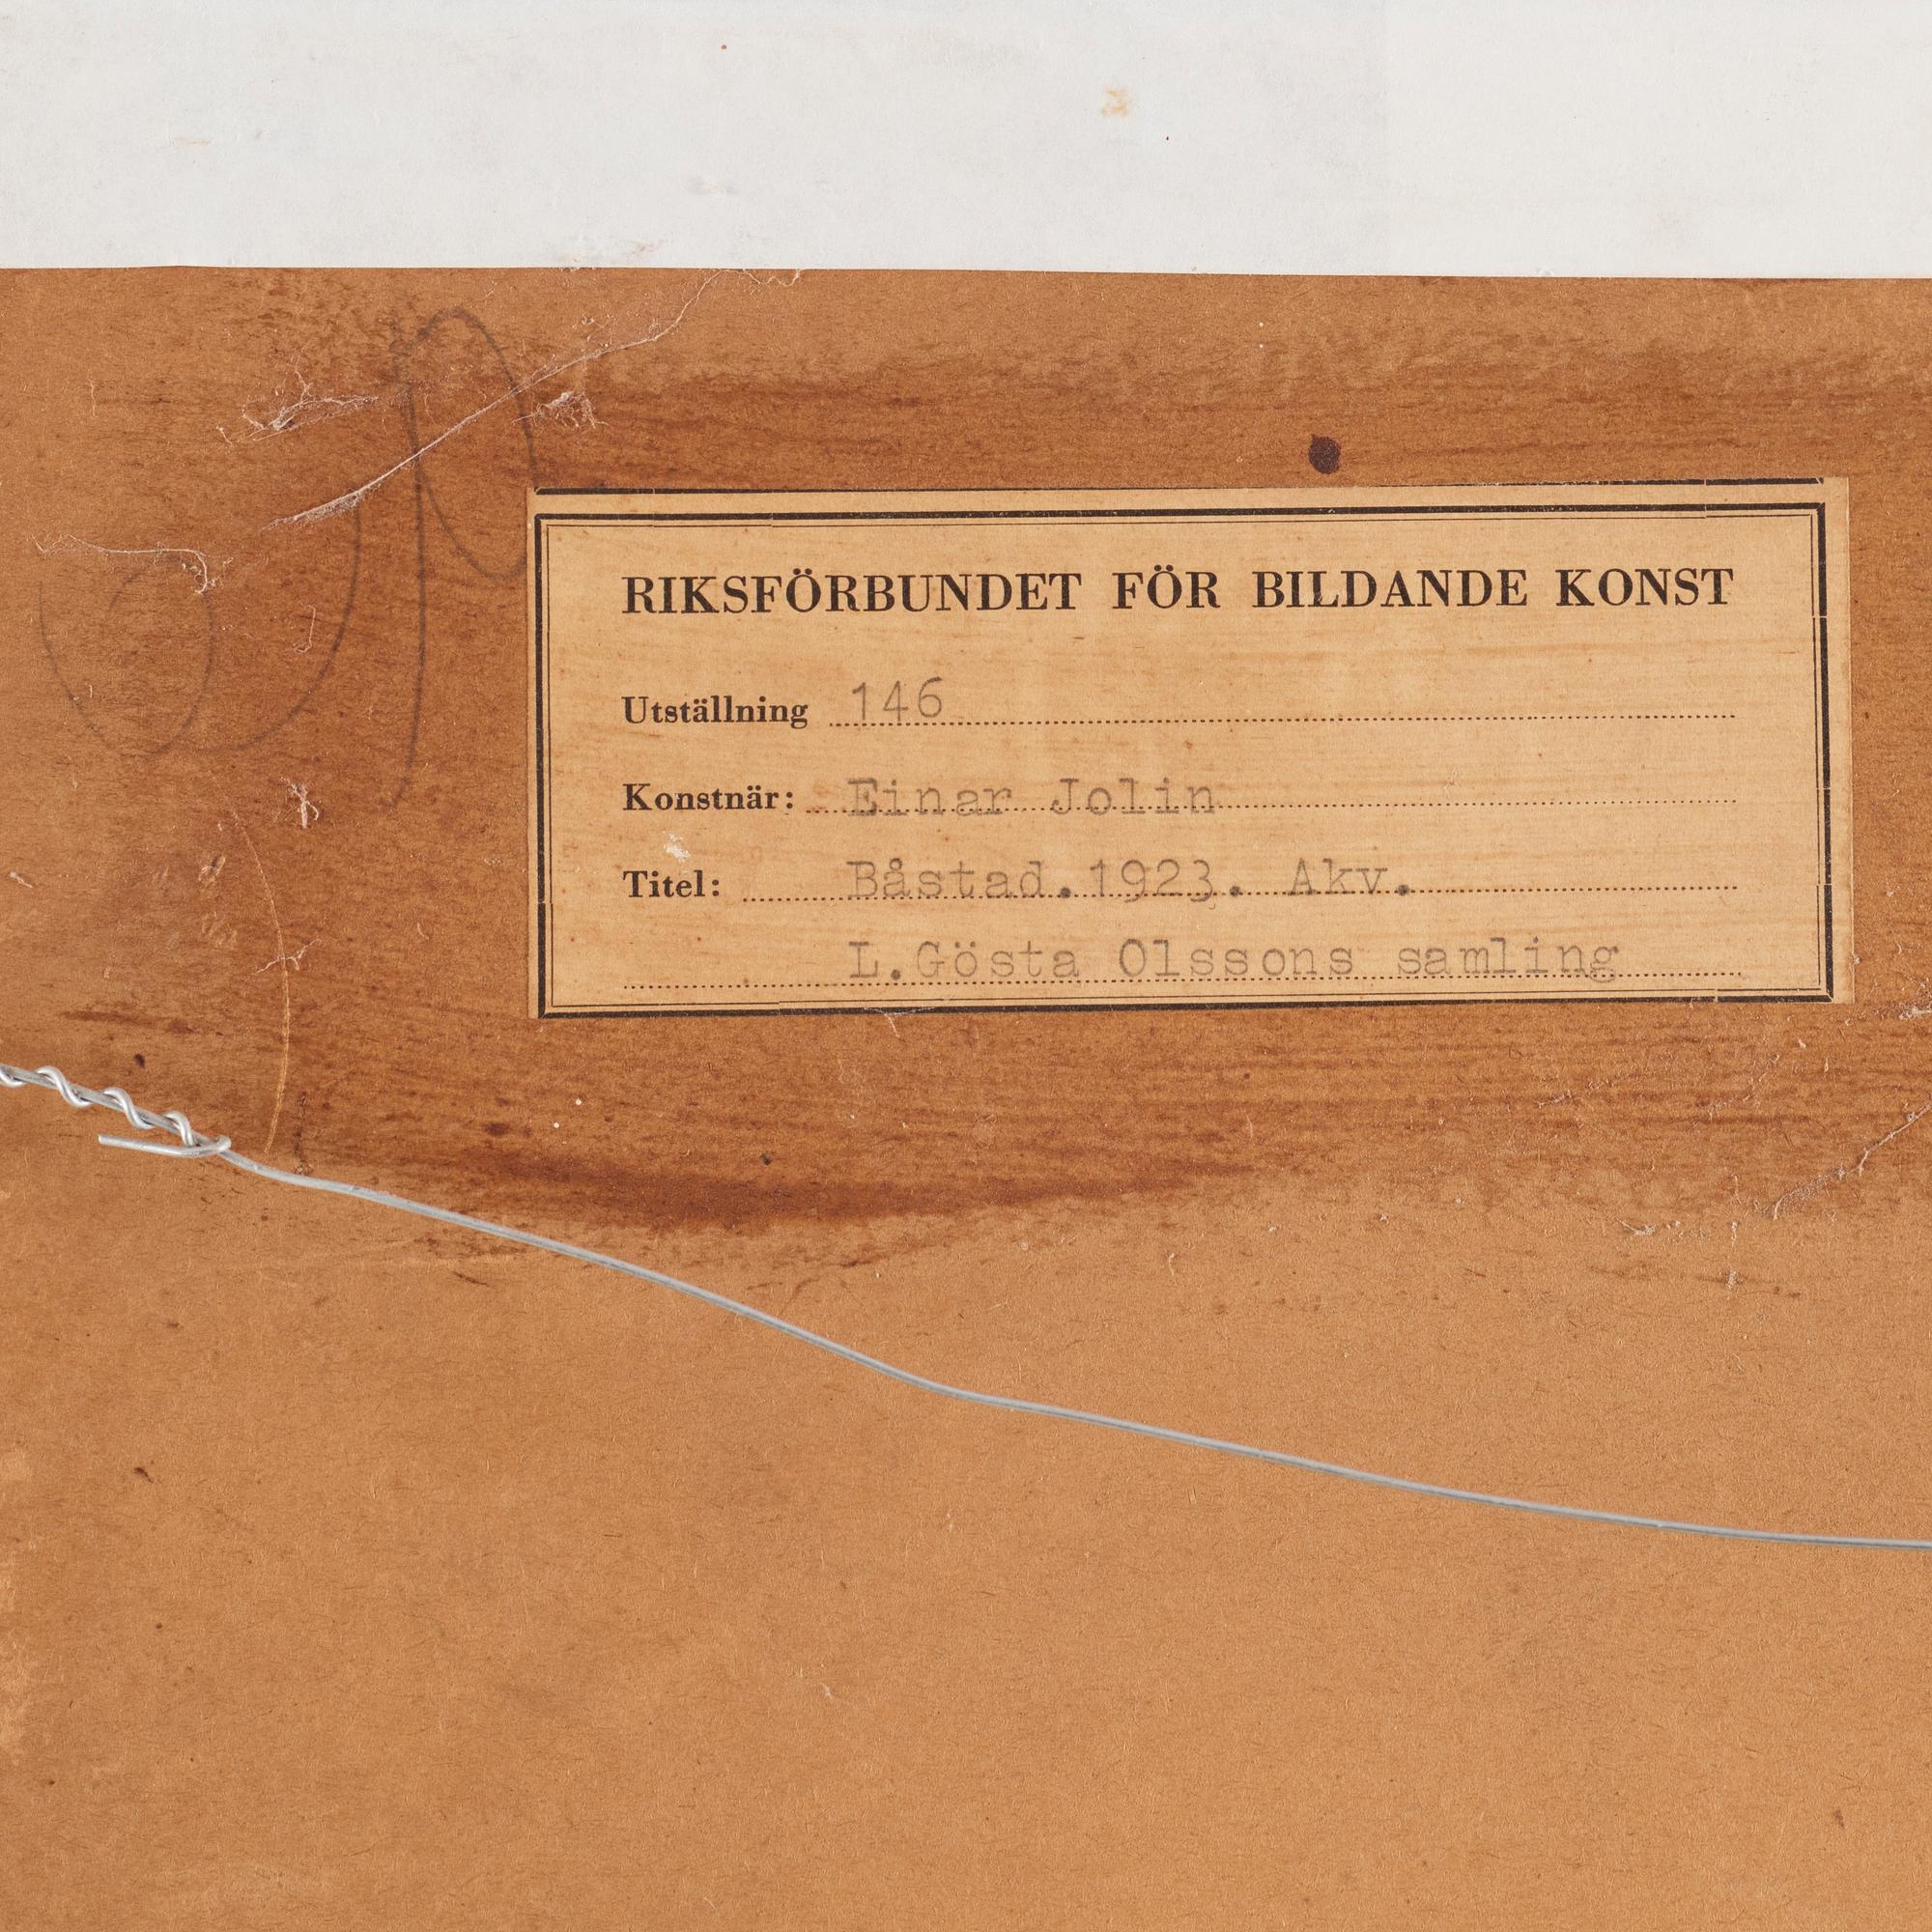 RIKSFÖRBUNDET FÖR BILDANDE KONST
Utställning 146
Konstnär: Einar Jolin
Titel: Båstad. 1923. Akv.
L.Gösta Olssons samling